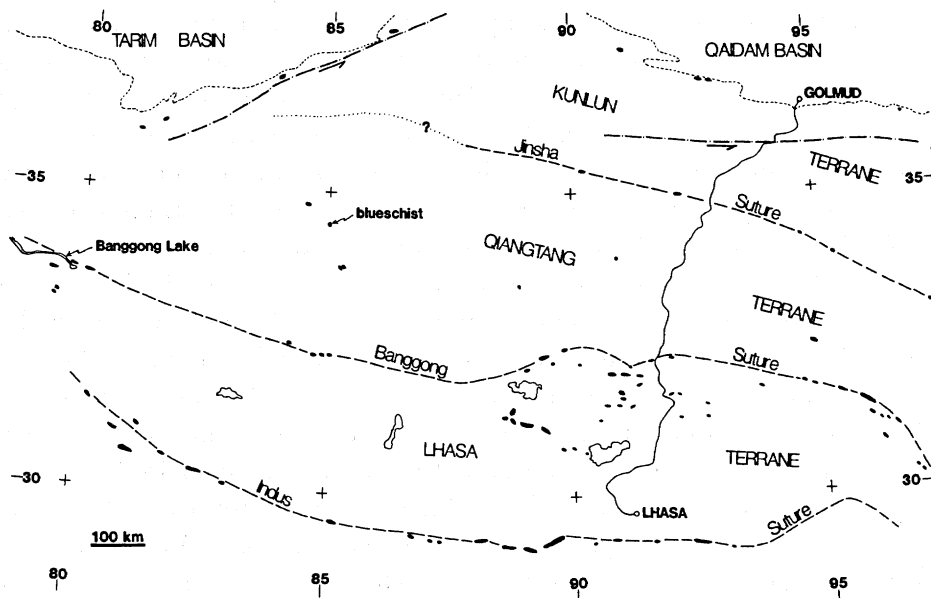 80 85 90 95
TARIM BASIN
QAIDAM BASIN
GOLMUD
KUNLUN
?
Jinsha
TERRANE
35 35
Suture
blueschist
Banggong Lake
QIANGTANG
TERRANE
Banggong
Suture
LHASA
TERRANE
30 30
Indus
LHASA
Suture
100 km
80 85 90 95